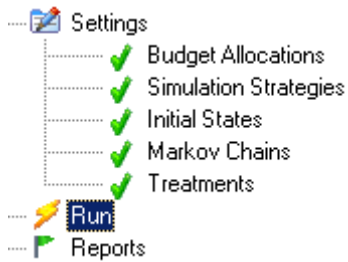 Settings
Budget Allocations
Simulation Strategies
Initial States
Markov Chains
Treatments
Run
Reports